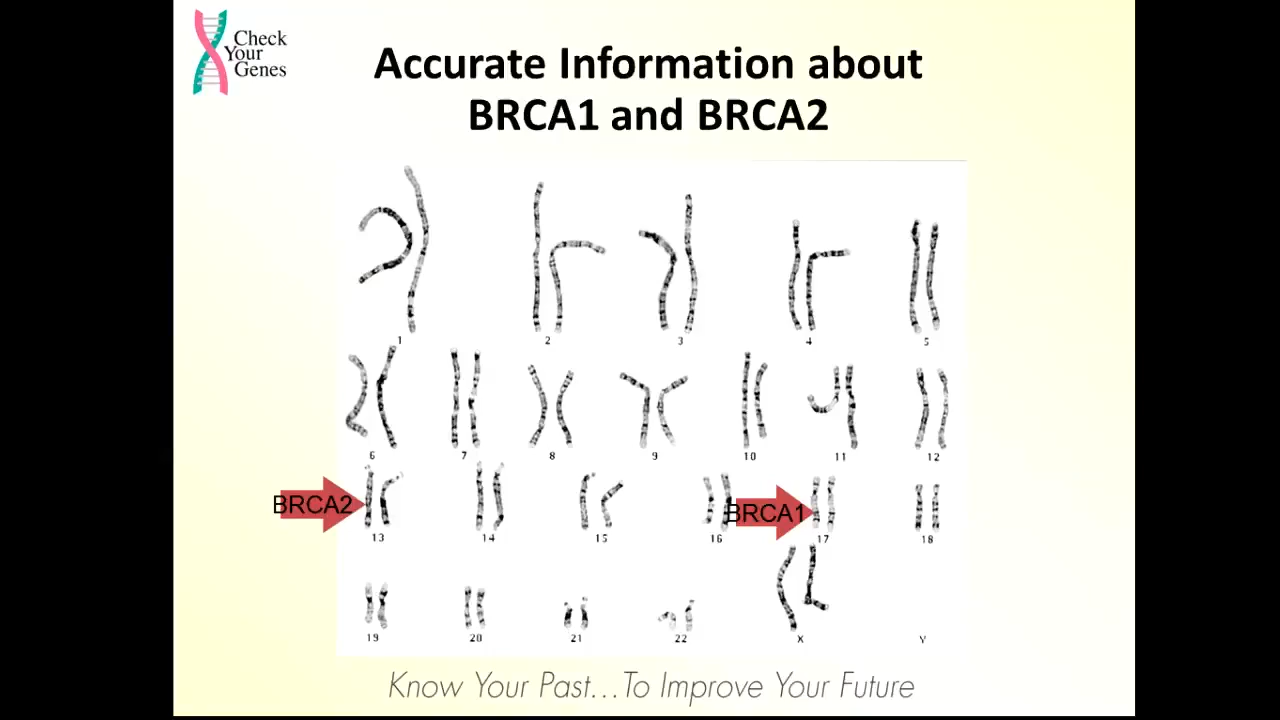 Check
Your
Genes
Accurate Information about
BRCA1 and BRCA2
1 2 3 4 5
6 7 8 9 10 11 12
BRCA2 BRCA1
13 14 15 16 17 18
19 20 21 22 X Y
Know Your Past...To Improve Your Future